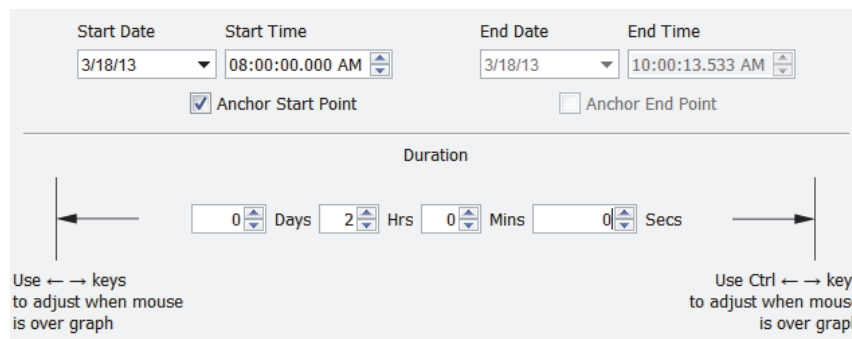 Start Date Start Time End Date End Time
3/18/13 08:00:00.000 AM 3/18/13 10:00:13.533 AM
Anchor Start Point Anchor End Point
Duration
0 Days 2 Hrs 0 Mins 0 Secs
Use ← → keys
to adjust when mouse
is over graph
Use Ctrl ← → key
to adjust when mouse
is over grap